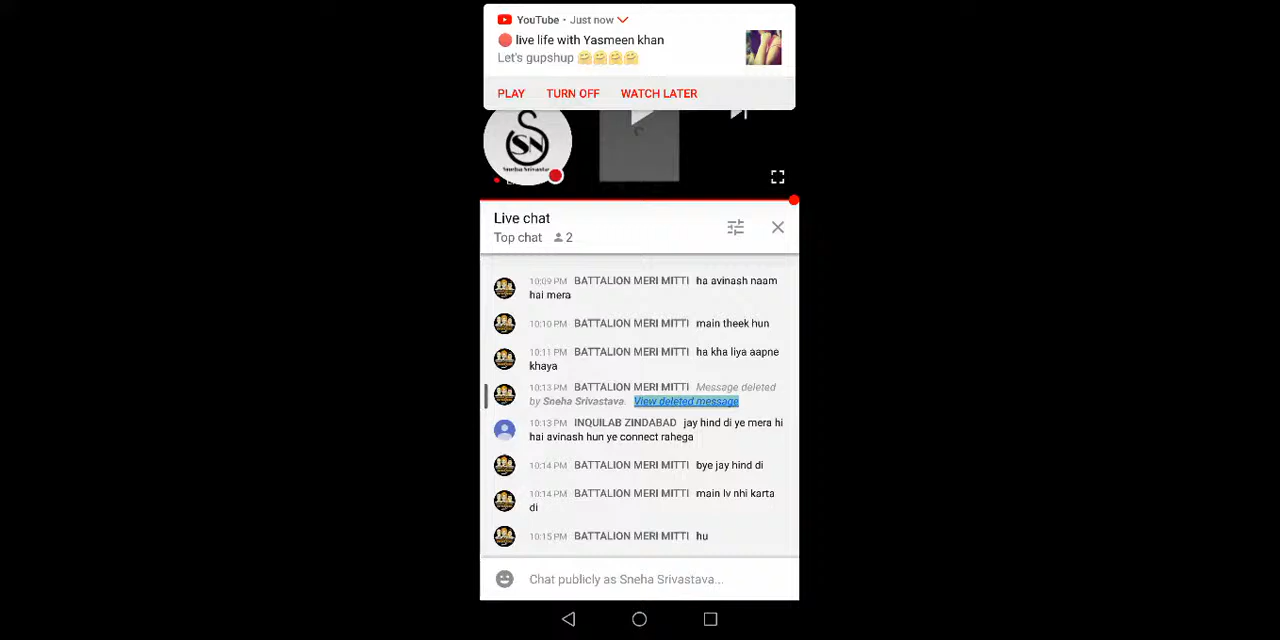 YouTube • Just now
live life with Yasmeen khan
Let's gupshup 🤗🤗🤗🤗
PLAY TURN OFF WATCH LATER
SN
Sneha Srivastava
Live chat
Top chat 2
10:09 PM BATTALION MERI MITTI ha avinash naam
hai mera
10:10 PM BATTALION MERI MITTI main theek hun
10:11 PM BATTALION MERI MITTI ha kha liya aapne
khaya
10:13 PM BATTALION MERI MITTI Message deleted
by Sneha Srivastava. View deleted message
10:13 PM INQUILAB ZINDABAD jay hind di ye mera hi
hai avinash hun ye connect rahega
10:14 PM BATTALION MERI MITTI bye jay hind di
10:14 PM BATTALION MERI MITTI main lv nhi karta
di
10:15 PM BATTALION MERI MITTI hu
Chat publicly as Sneha Srivastava...